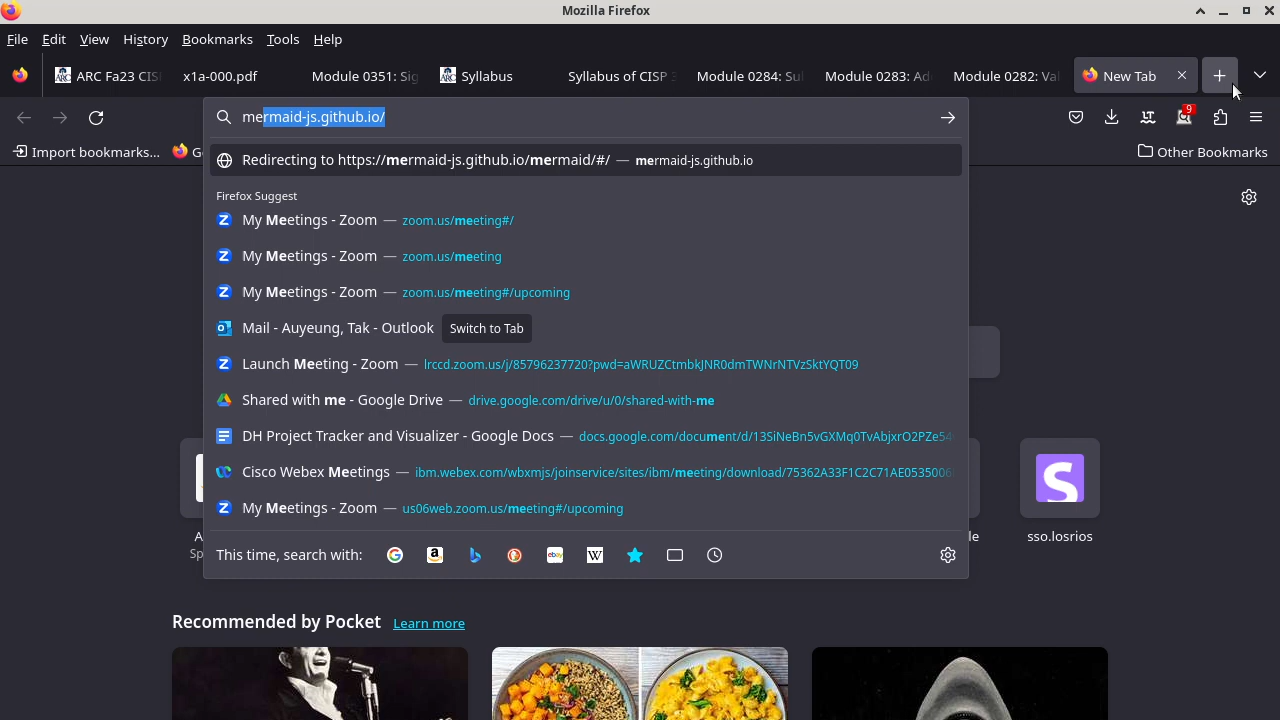 Mozilla Firefox
File Edit View History Bookmarks Tools Help
ARC Fa23 CIS x1a-000.pdf Module 0351: Sig Syllabus Syllabus of CISP 3 Module 0284: Sul Module 0283: Ad Module 0282: Val New Tab
mermaid-js.github.io/
9
Import bookmarks... Other Bookmarks
Redirecting to https://mermaid-js.github.io/mermaid/#/ — mermaid-js.github.io
Firefox Suggest
My Meetings - Zoom — zoom.us/meeting#/
My Meetings - Zoom — zoom.us/meeting
My Meetings - Zoom — zoom.us/meeting#/upcoming
Mail - Auyeung, Tak - Outlook Switch to Tab
Launch Meeting - Zoom — lrccd.zoom.us/j/85796237720?pwd=aWRUZCtmbkJNR0dmTWNrNTVzSktYQT09
Shared with me - Google Drive — drive.google.com/drive/u/0/shared-with-me
DH Project Tracker and Visualizer - Google Docs — docs.google.com/document/d/13SiNeBn5vGXMq0TvAbjxrO2PZe54
Cisco Webex Meetings — ibm.webex.com/wbxmjs/joinservice/sites/ibm/meeting/download/75362A33F1C2C71AE0535006
My Meetings - Zoom — us06web.zoom.us/meeting#/upcoming
sso.losrios
This time, search with:
Recommended by Pocket Learn more